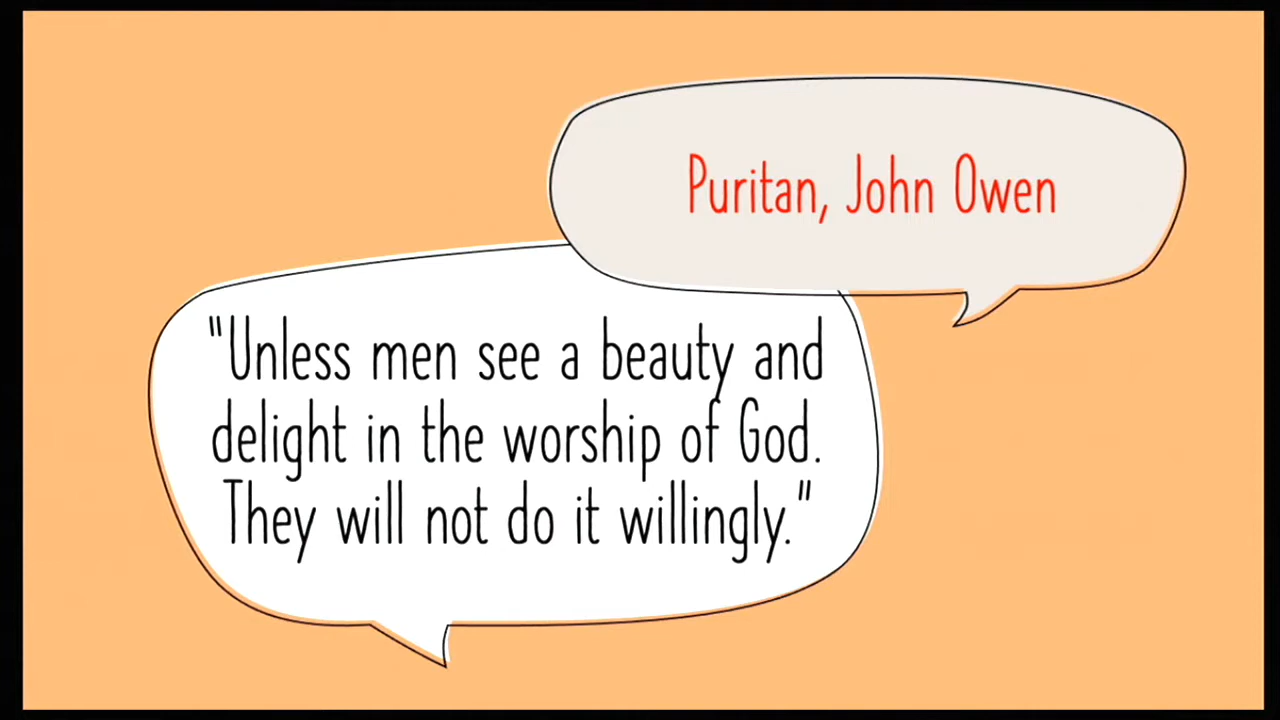 Puritan, John Owen
"Unless men see a beauty and
delight in the worship of God.
They will not do it willingly."